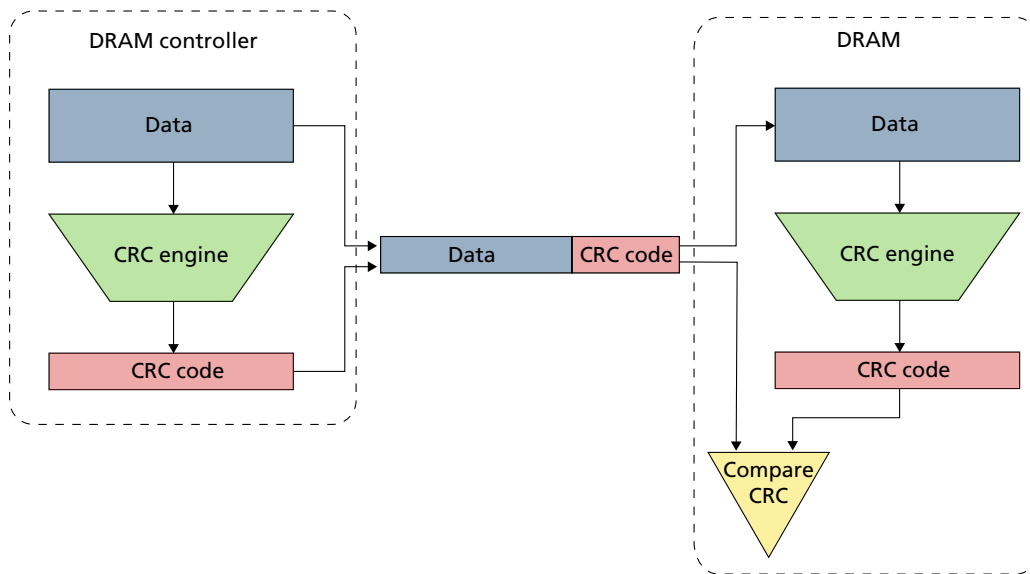 DRAM controller
Data
CRC engine
CRC code
Data
CRC code
DRAM
Data
CRC engine
CRC code
Compare
CRC